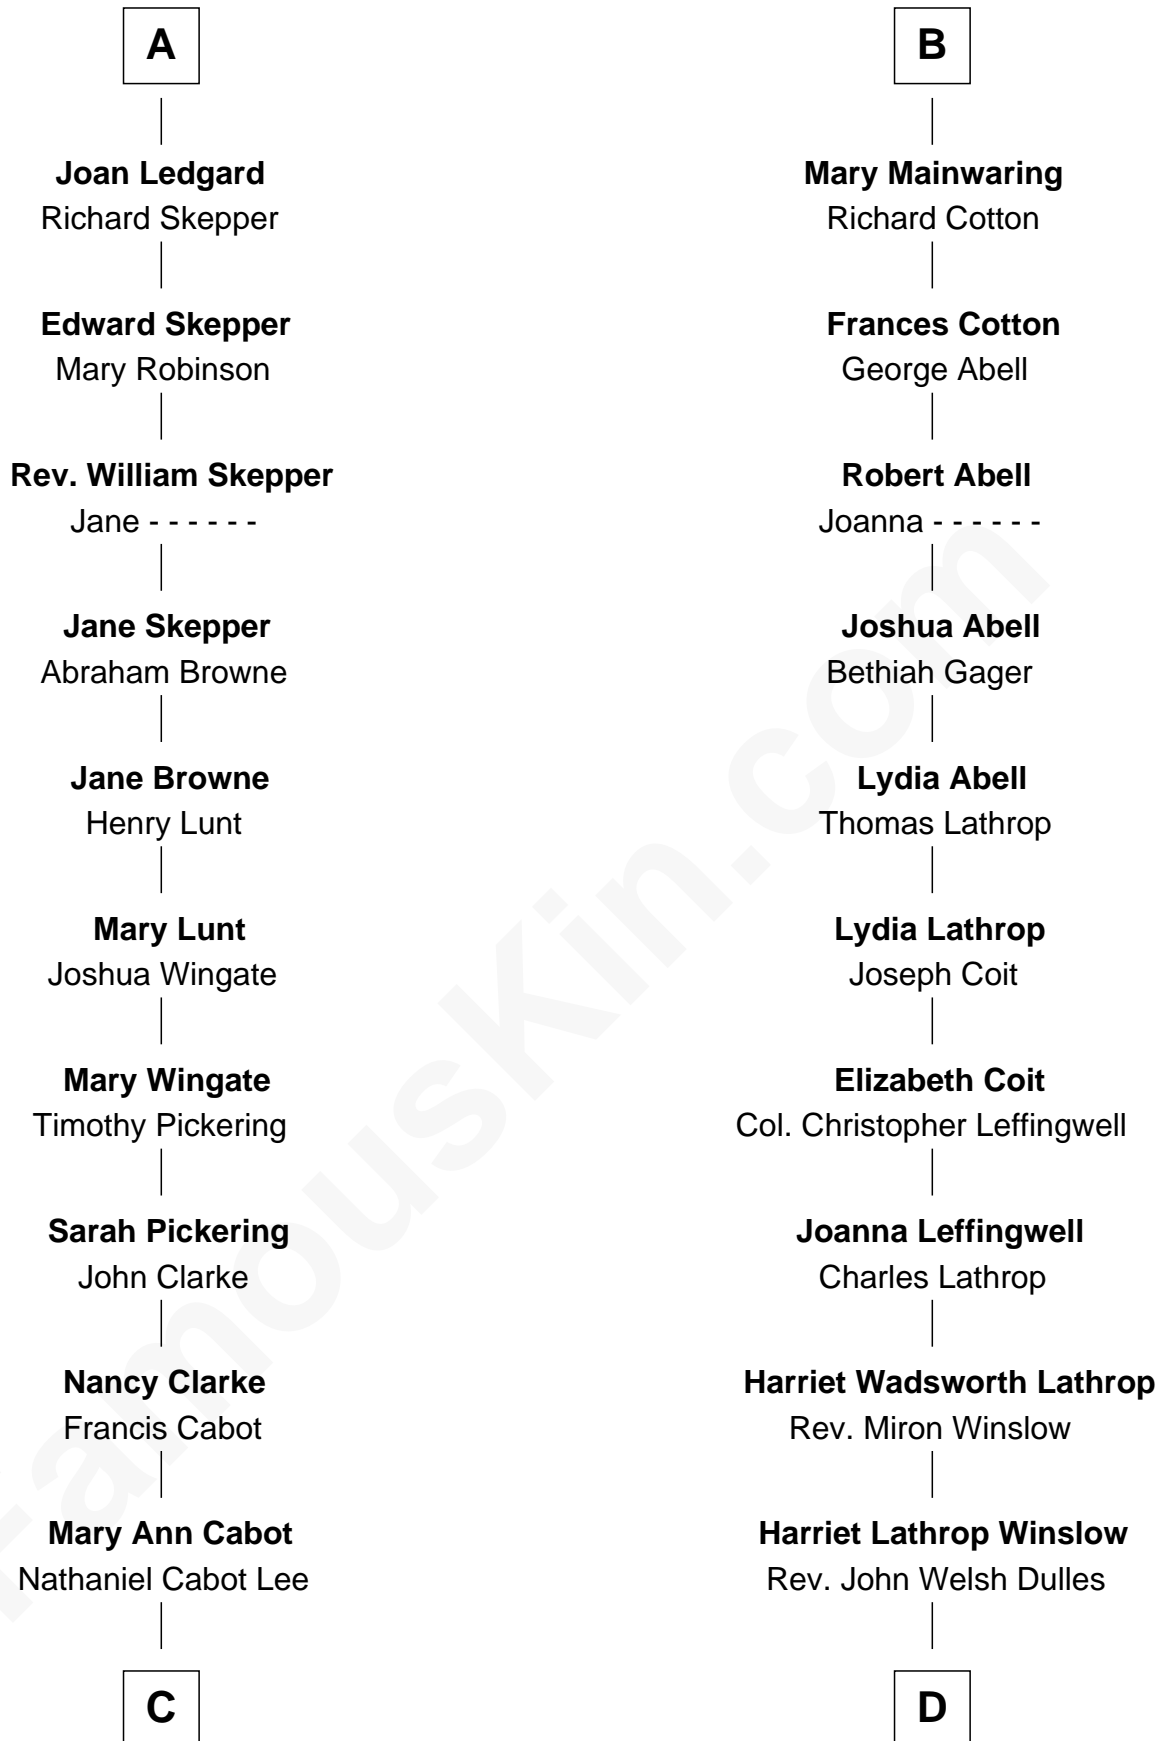 A
Joan Ledgard
Richard Skepper
Edward Skepper
Mary Robinson
Rev. William Skepper
Jane - - - - - -
Jane Skepper
Abraham Browne
Jane Browne
Henry Lunt
Mary Lunt
Joshua Wingate
Mary Wingate
Timothy Pickering
Sarah Pickering
John Clarke
Nancy Clarke
Francis Cabot
Mary Ann Cabot
Nathaniel Cabot Lee
C
B
Mary Mainwaring
Richard Cotton
Frances Cotton
George Abell
Robert Abell
Joanna - - - - - -
Joshua Abell
Bethiah Gager
Lydia Abell
Thomas Lathrop
Lydia Lathrop
Joseph Coit
Elizabeth Coit
Col. Christopher Leffingwell
Joanna Leffingwell
Charles Lathrop
Harriet Wadsworth Lathrop
Rev. Miron Winslow
Harriet Lathrop Winslow
Rev. John Welsh Dulles
D
FamousKin.com